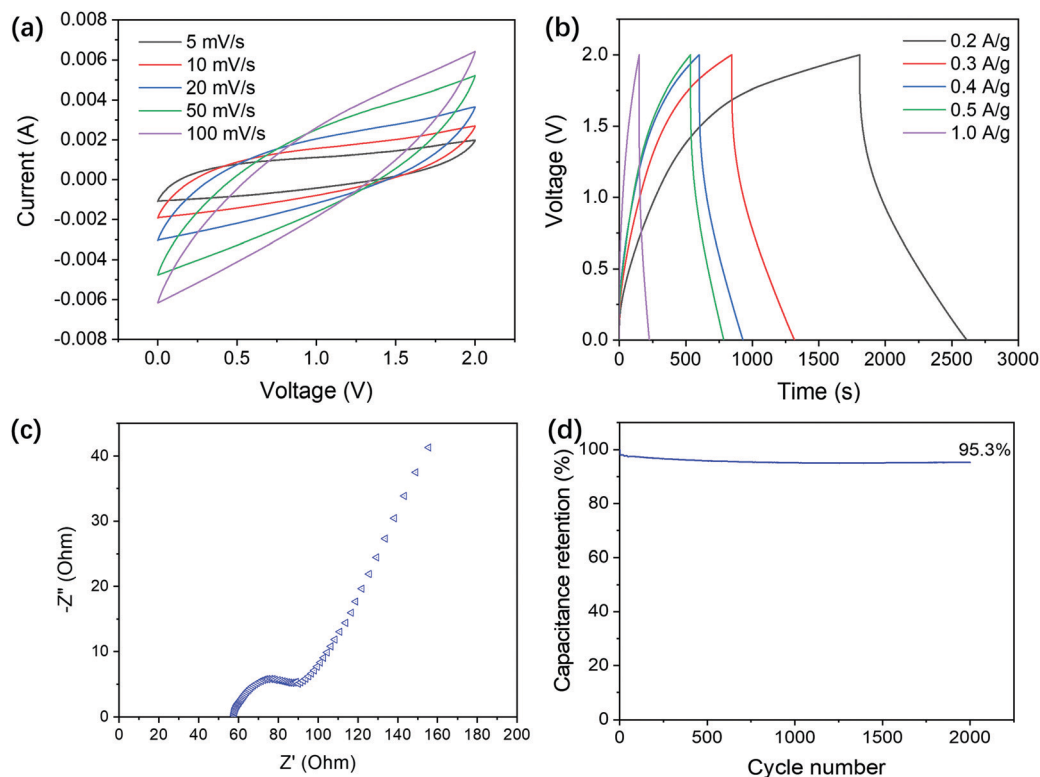 (a)
5 mV/s
10 mV/s
20 mV/s
50 mV/s
100 mV/s
0.008
0.006
0.004
0.002
0.000
-0.002
-0.004
-0.006
-0.008
Current (A)
0.0 0.5 1.0 1.5 2.0
Voltage (V)
(b)
0.2 A/g
0.3 A/g
0.4 A/g
0.5 A/g
1.0 A/g
2.0
1.5
1.0
0.5
0.0
Voltage (V)
0 500 1000 1500 2000 2500 3000
Time (s)
(c)
40
30
20
10
0
-Z" (Ohm)
0 20 40 60 80 100 120 140 160 180 200
Z' (Ohm)
(d)
95.3%
100
80
60
40
20
0
Capacitance retention (%)
0 500 1000 1500 2000
Cycle number